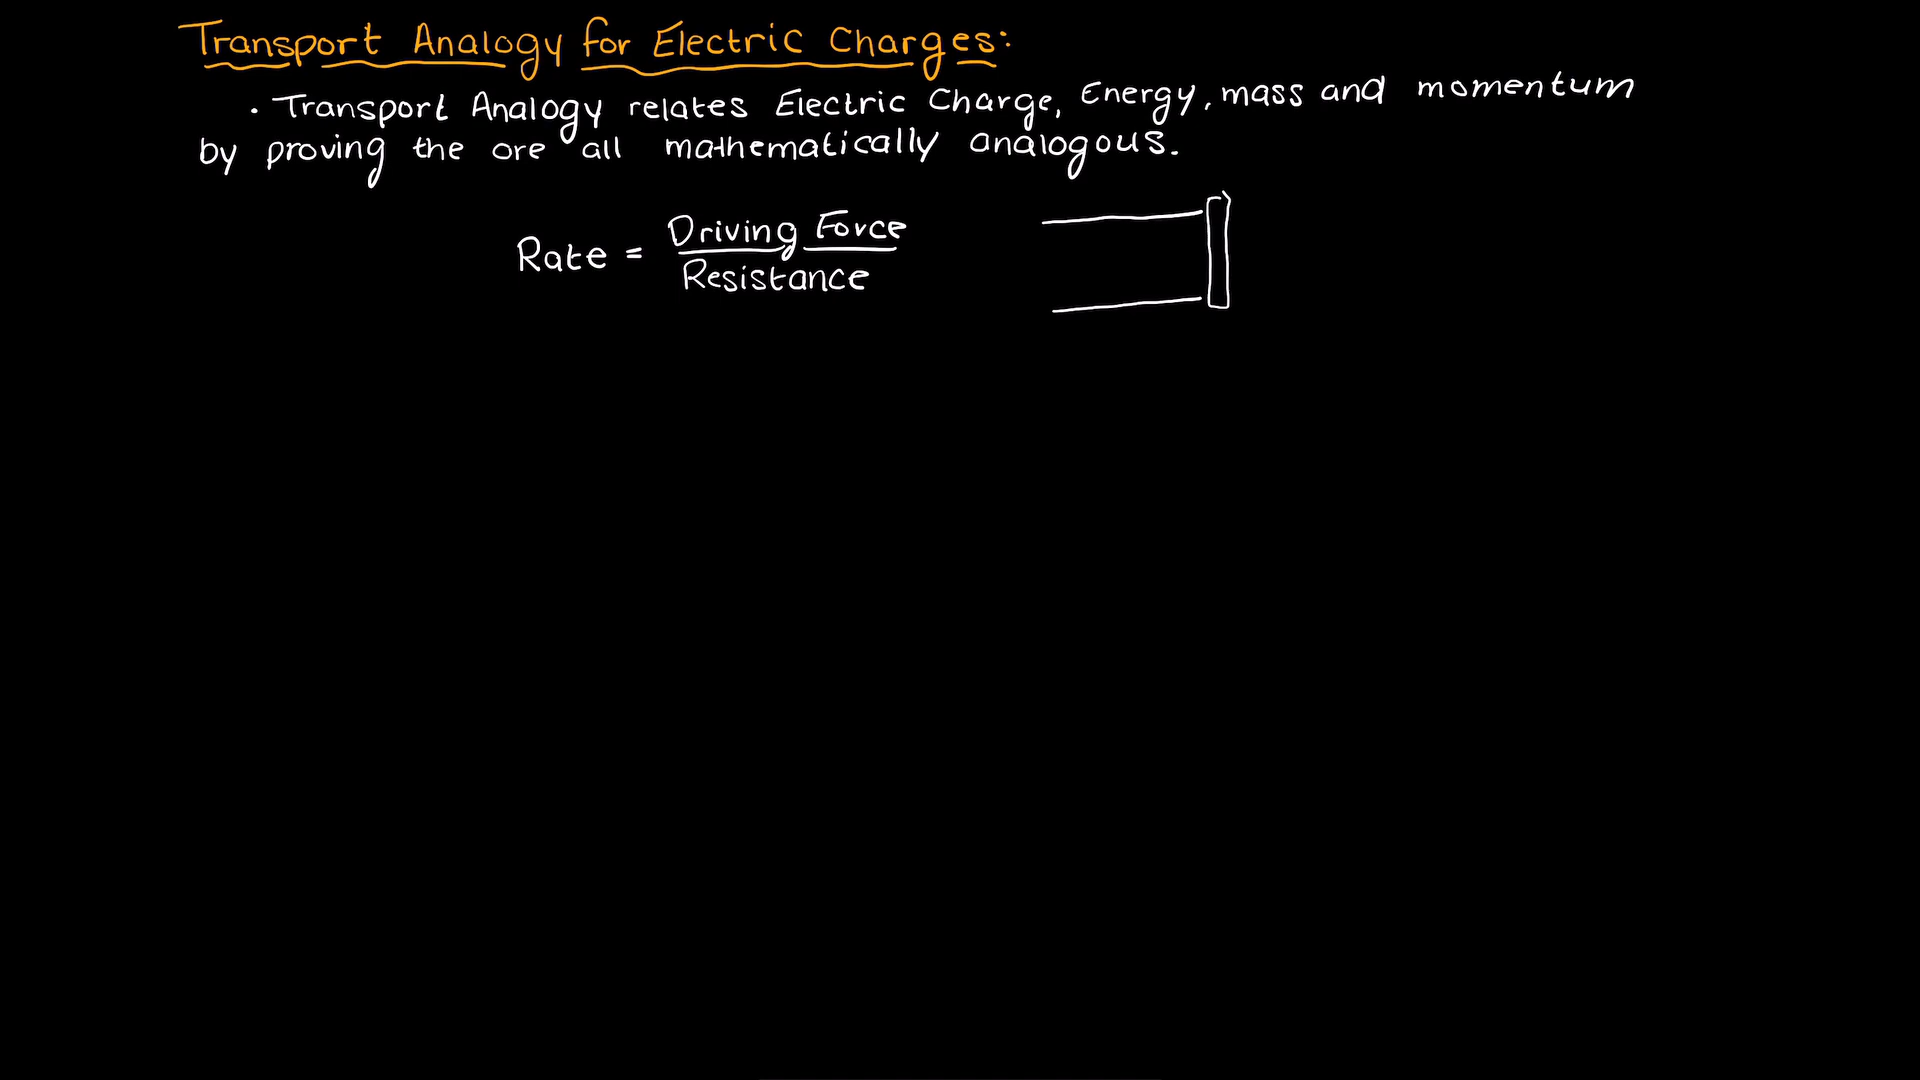 Transport Analogy for Electric Charges:
. Transport Analogy relates Electric Charge, Energy, mass and momentum
by proving the ore all mathematically analogous.
Rate = Driving Force / Resistance